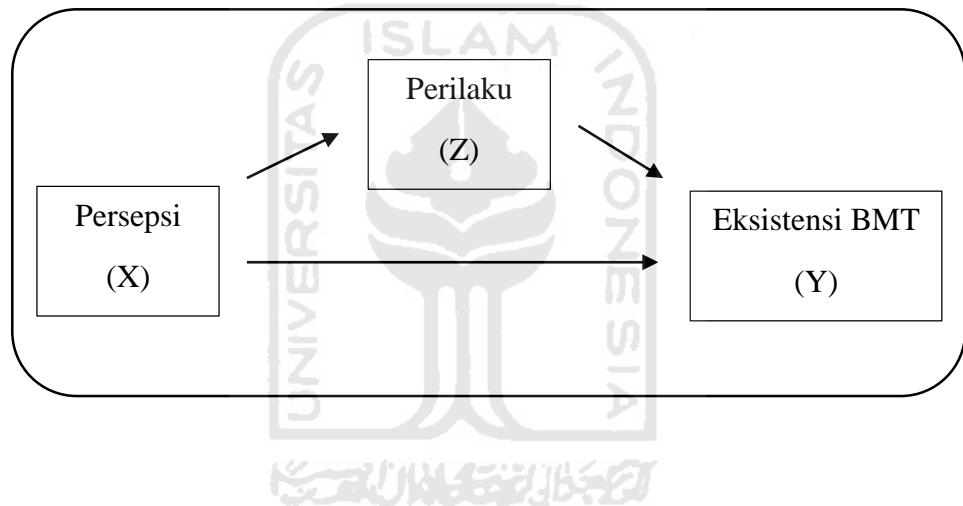 ISLAM
UNIVERSITAS
INDONESIA
Perilaku
(Z)
Persepsi
(X)
Eksistensi BMT
(Y)